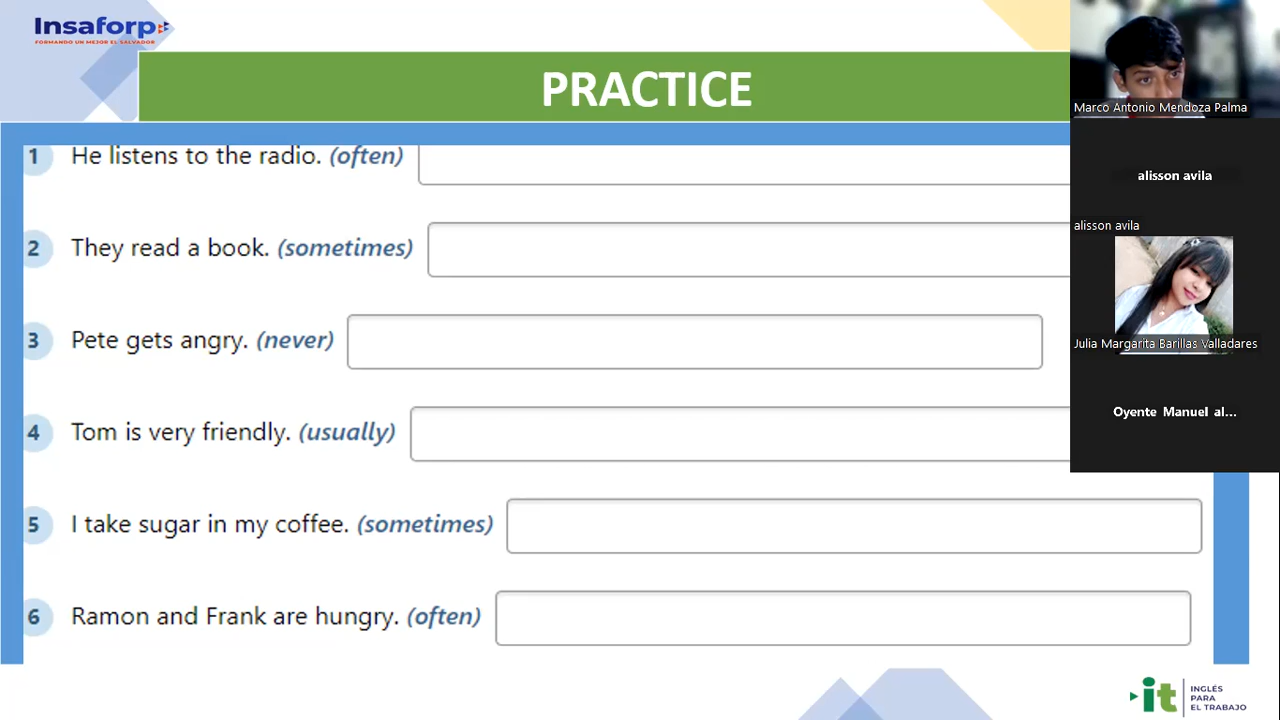 Insaforp
FORMANDO UN MEJOR EL SALVADOR
PRACTICE
1 He listens to the radio. (often)
2 They read a book. (sometimes)
3 Pete gets angry. (never)
4 Tom is very friendly. (usually)
5 I take sugar in my coffee. (sometimes)
6 Ramon and Frank are hungry. (often)
Marco Antonio Mendoza Palma
alisson avila
alisson avila
Julia Margarita Barillas Valladares
Oyente Manuel al...
it
INGLÉS
PARA
EL TRABAJO